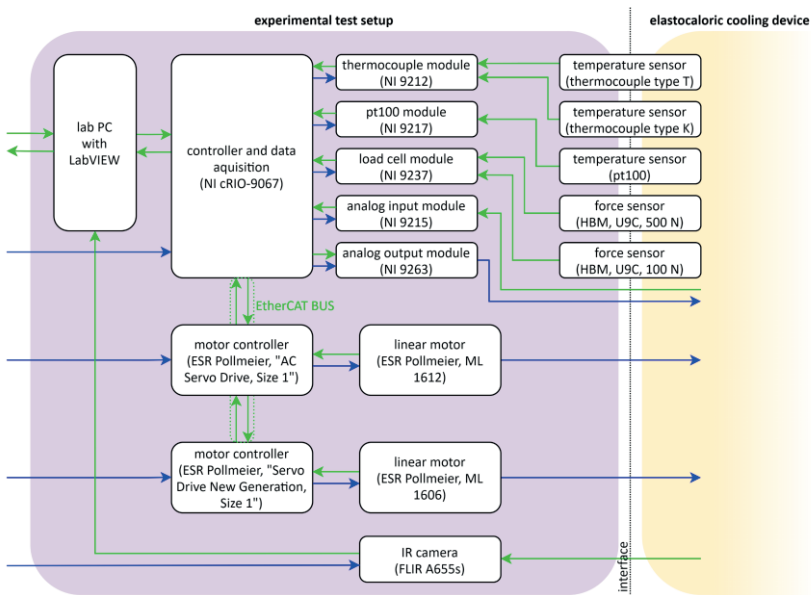 experimental test setup
elastocaloric cooling device
lab PC
with
LabVIEW
controller and data
aquisition
(NI cRIO-9067)
thermocouple module
(NI 9212)
pt100 module
(NI 9217)
load cell module
(NI 9237)
analog input module
(NI 9215)
analog output module
(NI 9263)
temperature sensor
(thermocouple type T)
temperature sensor
(thermocouple type K)
temperature sensor
(pt100)
force sensor
(HBM, U9C, 500 N)
force sensor
(HBM, U9C, 100 N)
EtherCAT BUS
motor controller
(ESR Pollmeier, "AC
Servo Drive, Size 1")
linear motor
(ESR Pollmeier, ML
1612)
motor controller
(ESR Pollmeier, "Servo
Drive New Generation,
Size 1")
linear motor
(ESR Pollmeier, ML
1606)
IR camera
(FLIR A655s)
interface